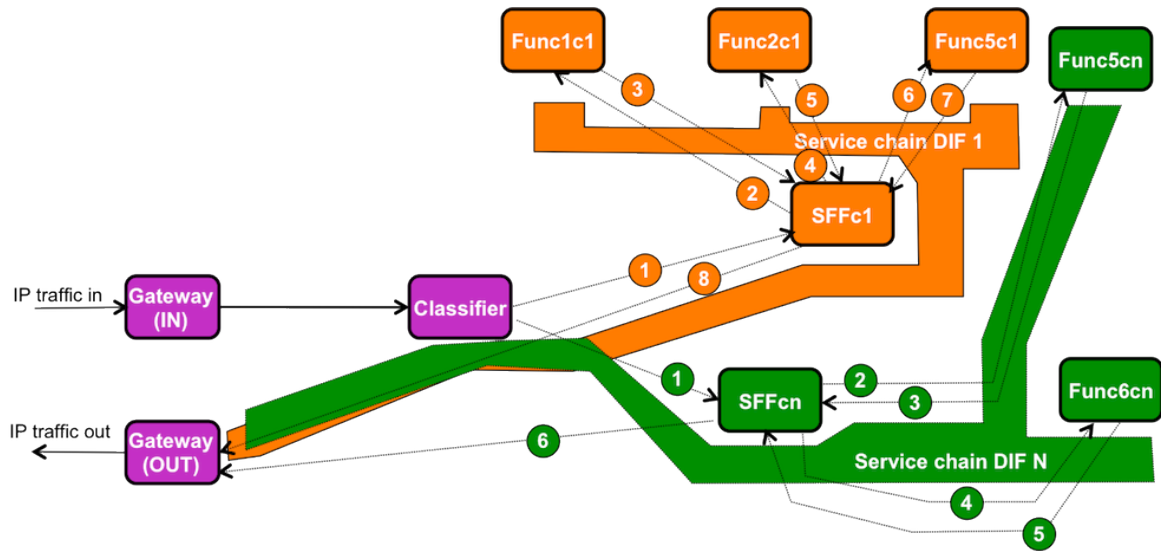 Func1c1
Func2c1
Func5c1
Func5cn
3
5
6
7
Service chain DIF 1
4
2
SFFc1
1
8
IP traffic in
Gateway
(IN)
Classifier
1
SFFcn
2
3
Func6cn
IP traffic out
Gateway
(OUT)
6
Service chain DIF N
4
5